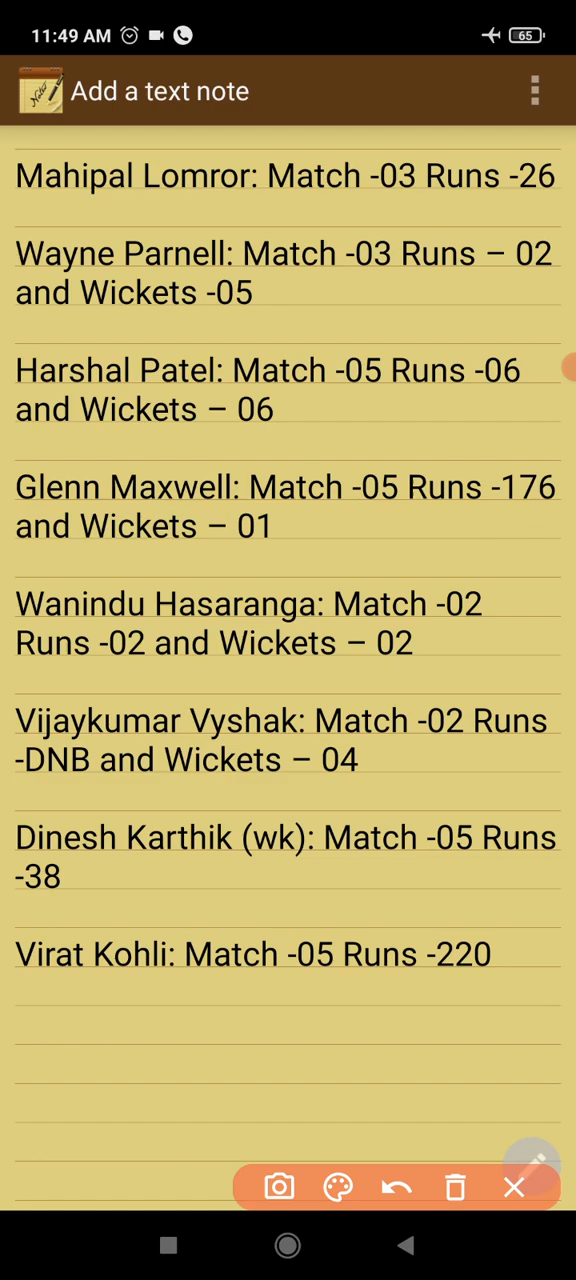 11:49 AM
65
Notes
Add a text note
Mahipal Lomror: Match -03 Runs -26
Wayne Parnell: Match -03 Runs – 02
and Wickets -05
Harshal Patel: Match -05 Runs -06
and Wickets – 06
Glenn Maxwell: Match -05 Runs -176
and Wickets – 01
Wanindu Hasaranga: Match -02
Runs -02 and Wickets – 02
Vijaykumar Vyshak: Match -02 Runs
-DNB and Wickets – 04
Dinesh Karthik (wk): Match -05 Runs
-38
Virat Kohli: Match -05 Runs -220